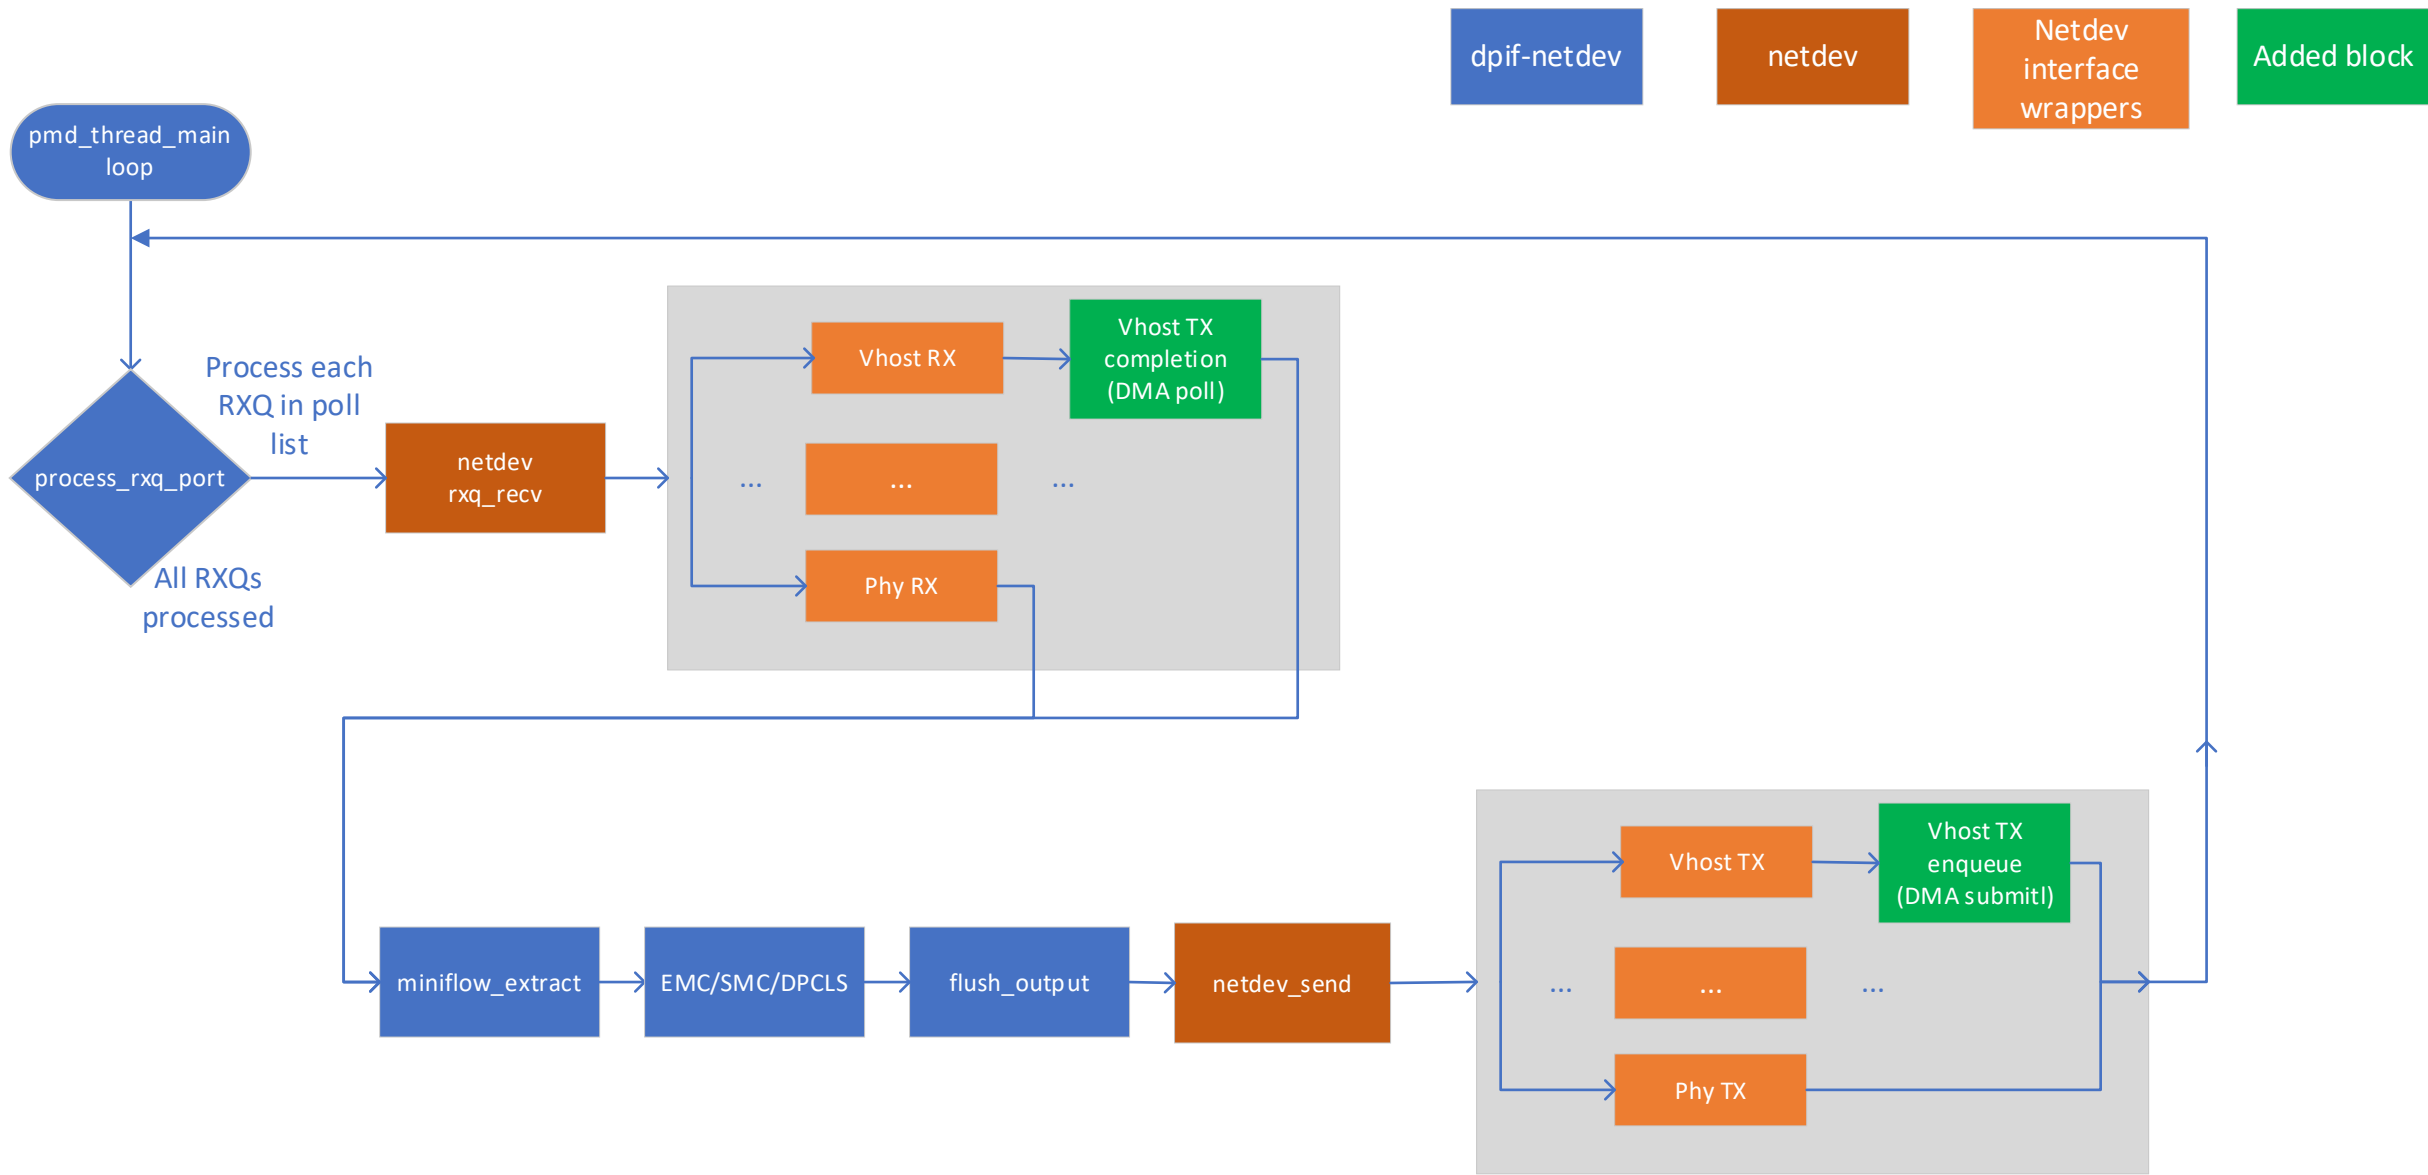 dpif-netdev
netdev
Netdev
interface
wrappers
Added block
pmd_thread_main
loop
Process each
RXQ in poll
list
process_rxq_port
All RXQs
processed
netdev
rxq_recv
Vhost RX
Vhost TX
completion
(DMA poll)
...
...
...
Phy RX
miniflow_extract
EMC/SMC/DPCLS
flush_output
netdev_send
Vhost TX
Vhost TX
enqueue
(DMA submitl)
...
...
...
Phy TX